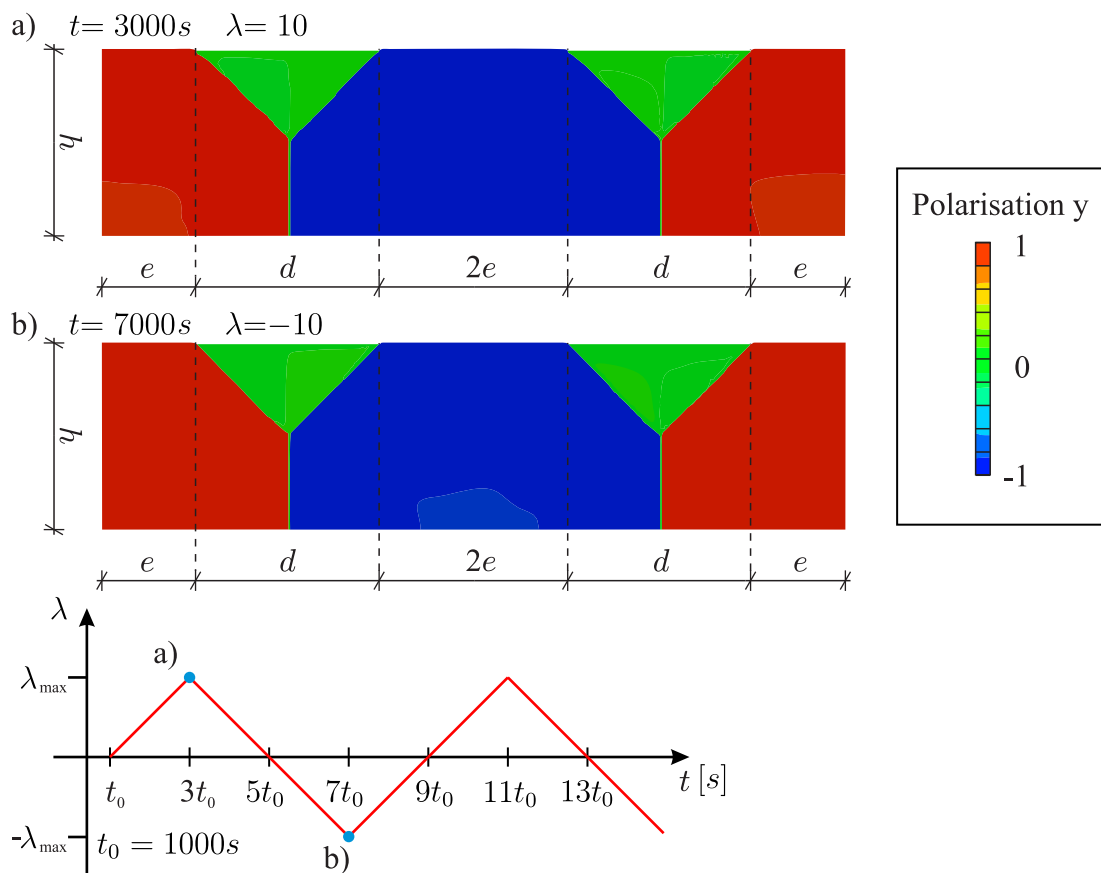 a) t= 3000s λ= 10
h
e d 2e d e
b) t= 7000s λ=−10
h
e d 2e d e
Polarisation y
1
0
-1
λ
a)
λmax
t₀ 3t₀ 5t₀ 7t₀ 9t₀ 11t₀ 13t₀ t [s]
-λmax t₀ = 1000s
b)